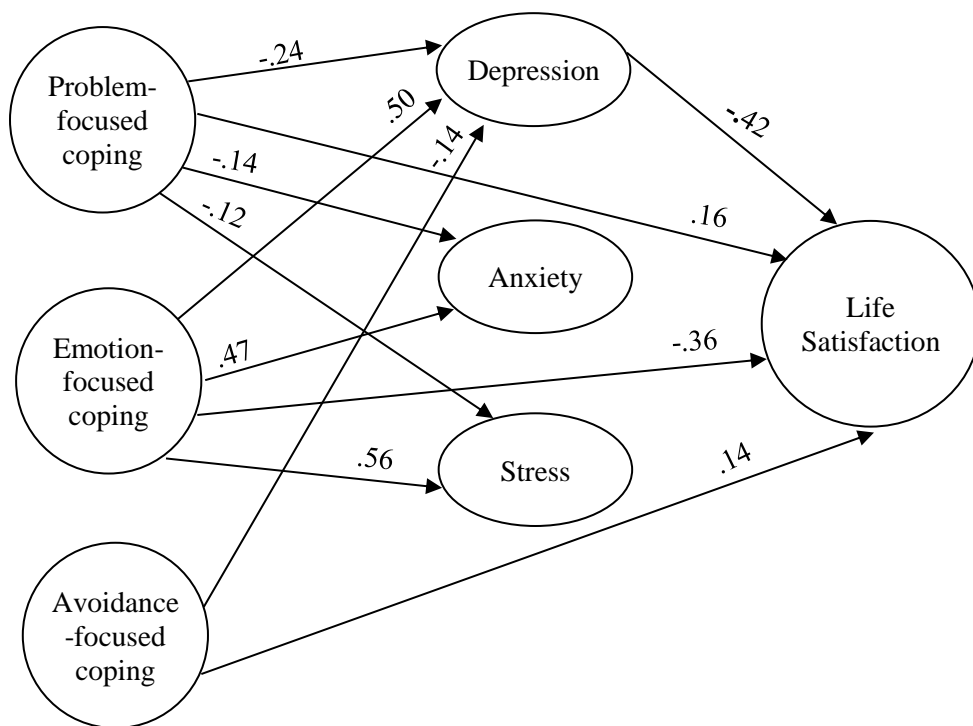 Problem-
focused
coping
-.24
.50
-.14
-.14
-.12
Depression
-.42
.16
Anxiety
Emotion-
focused
coping
.47
-.36
.56
Stress
Life
Satisfaction
.14
Avoidance
-focused
coping